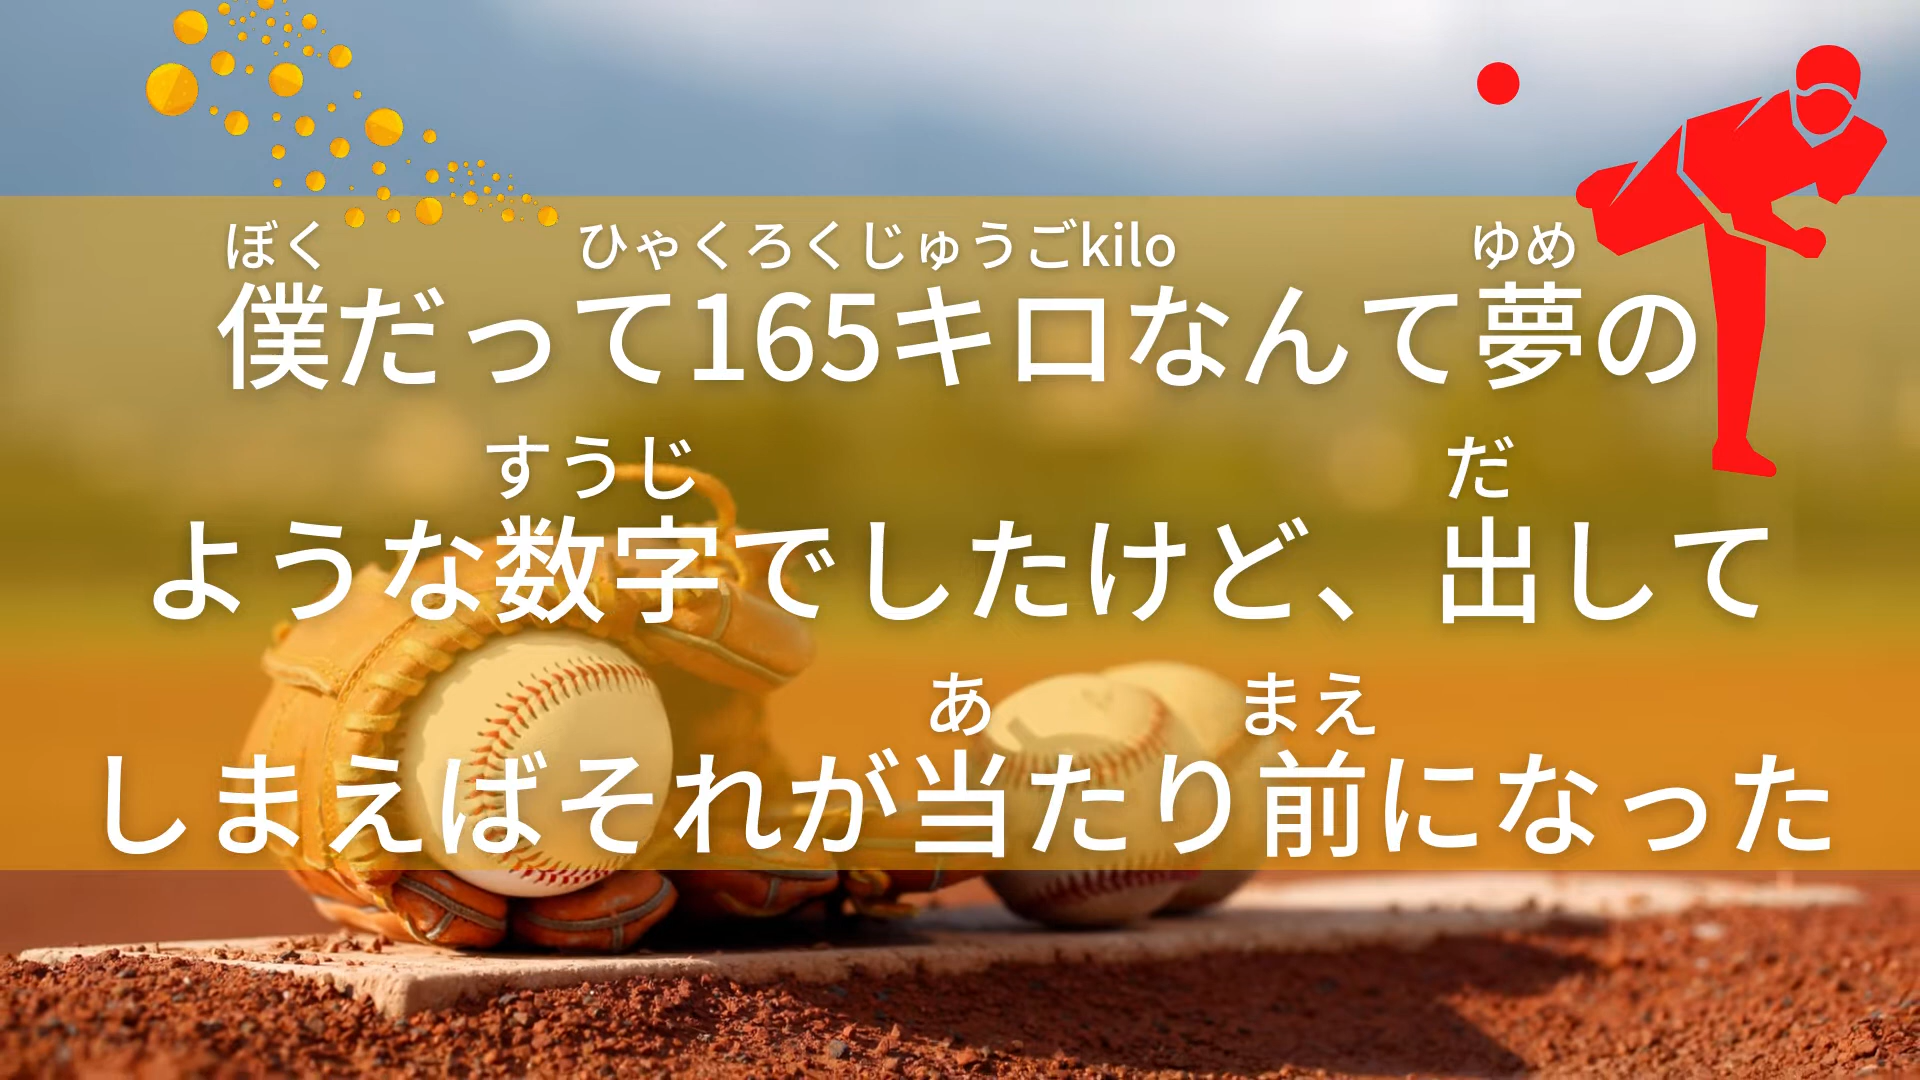 ぼく ひゃくろくじゅうごkilo ゆめ
僕だって165キロなんて夢の
すうじ だ
ような数字でしたけど、出して
あ まえ
しまえばそれが当たり前になった